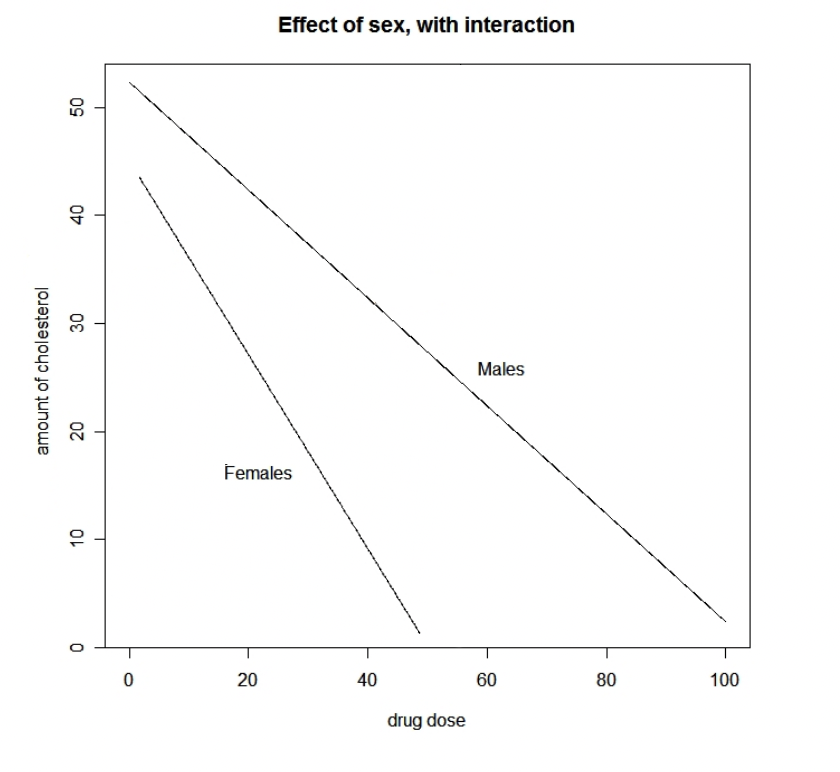 Effect of sex, with interaction
amount of cholesterol
50
40
30
20
10
0
Males
Females
0 20 40 60 80 100
drug dose